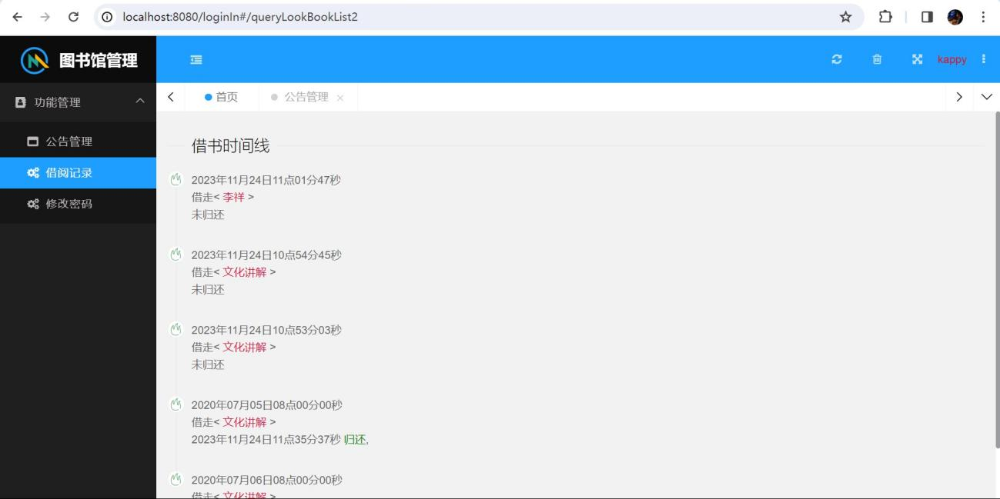 localhost:8080/loginIn#/queryLookBookList2
图书馆管理
kappy
功能管理
首页
公告管理
公告管理
借阅记录
修改密码
借书时间线
2023年11月24日11点01分47秒
借走< 李祥 >
未归还
2023年11月24日10点54分45秒
借走< 文化讲解 >
未归还
2023年11月24日10点53分03秒
借走< 文化讲解 >
未归还
2020年07月05日08点00分00秒
借走< 文化讲解 >
2023年11月24日11点35分37秒 归还,
2020年07月06日08点00分00秒
借走< 文化讲解 >